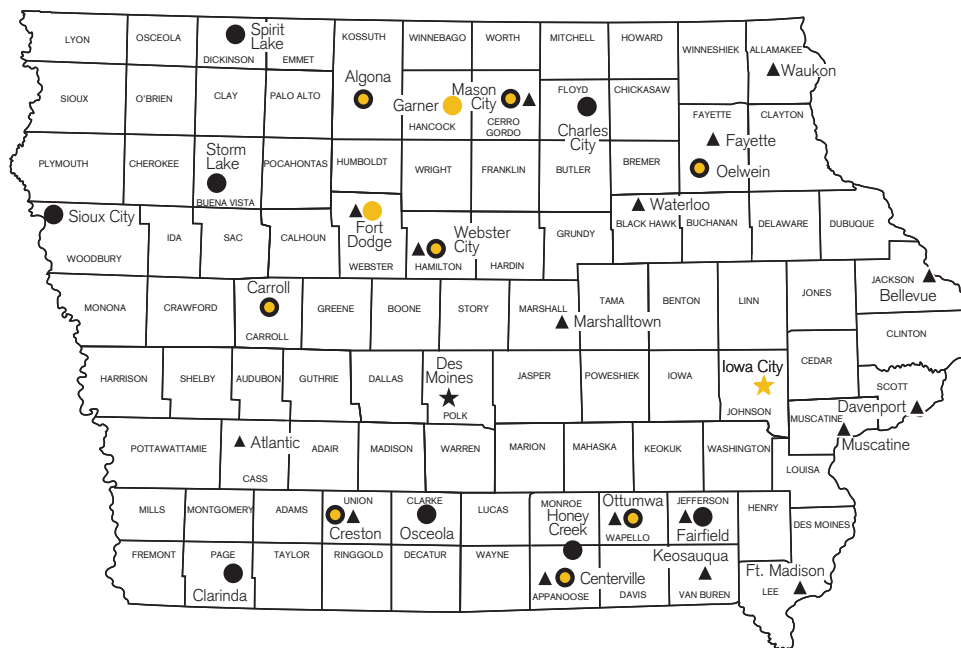 LYON
OSCEOLA
Spirit
Lake
DICKINSON
EMMET
KOSSUTH
WINNEBAGO
WORTH
MITCHELL
HOWARD
WINNESHIEK
ALLAMAKEE
Waukon
SIOUX
O'BRIEN
CLAY
PALO ALTO
Algona
Garner
HANCOCK
Mason
City
CERRO
GORDO
FLOYD
Charles
City
CHICKASAW
FAYETTE
Fayette
Oelwein
CLAYTON
PLYMOUTH
CHEROKEE
Storm
Lake
BUENA VISTA
POCAHONTAS
HUMBOLDT
WRIGHT
FRANKLIN
BUTLER
BREMER
Sioux City
WOODBURY
IDA
SAC
CALHOUN
Fort
Dodge
WEBSTER
Webster
City
HAMILTON
HARDIN
GRUNDY
Waterloo
BLACK HAWK
BUCHANAN
DELAWARE
DUBUQUE
MONONA
CRAWFORD
Carroll
CARROLL
GREENE
BOONE
STORY
MARSHALL
Marshalltown
TAMA
BENTON
LINN
JONES
JACKSON
Bellevue
CLINTON
HARRISON
SHELBY
AUDUBON
GUTHRIE
DALLAS
Des
Moines
POLK
JASPER
POWESHIEK
IOWA
Iowa City
JOHNSON
CEDAR
SCOTT
Davenport
MUSCATINE
Muscatine
POTTAWATTAMIE
Atlantic
CASS
ADAIR
MADISON
WARREN
MARION
MAHASKA
KEOKUK
WASHINGTON
LOUISA
MILLS
MONTGOMERY
ADAMS
UNION
Creston
CLARKE
Osceola
LUCAS
MONROE
Honey
Creek
Ottumwa
WAPELLO
JEFFERSON
Fairfield
HENRY
DES MOINES
FREMONT
PAGE
Clarinda
TAYLOR
RINGGOLD
DECATUR
WAYNE
Centerville
APPANOOSE
DAVIS
Keosauqua
VAN BUREN
Ft. Madison
LEE